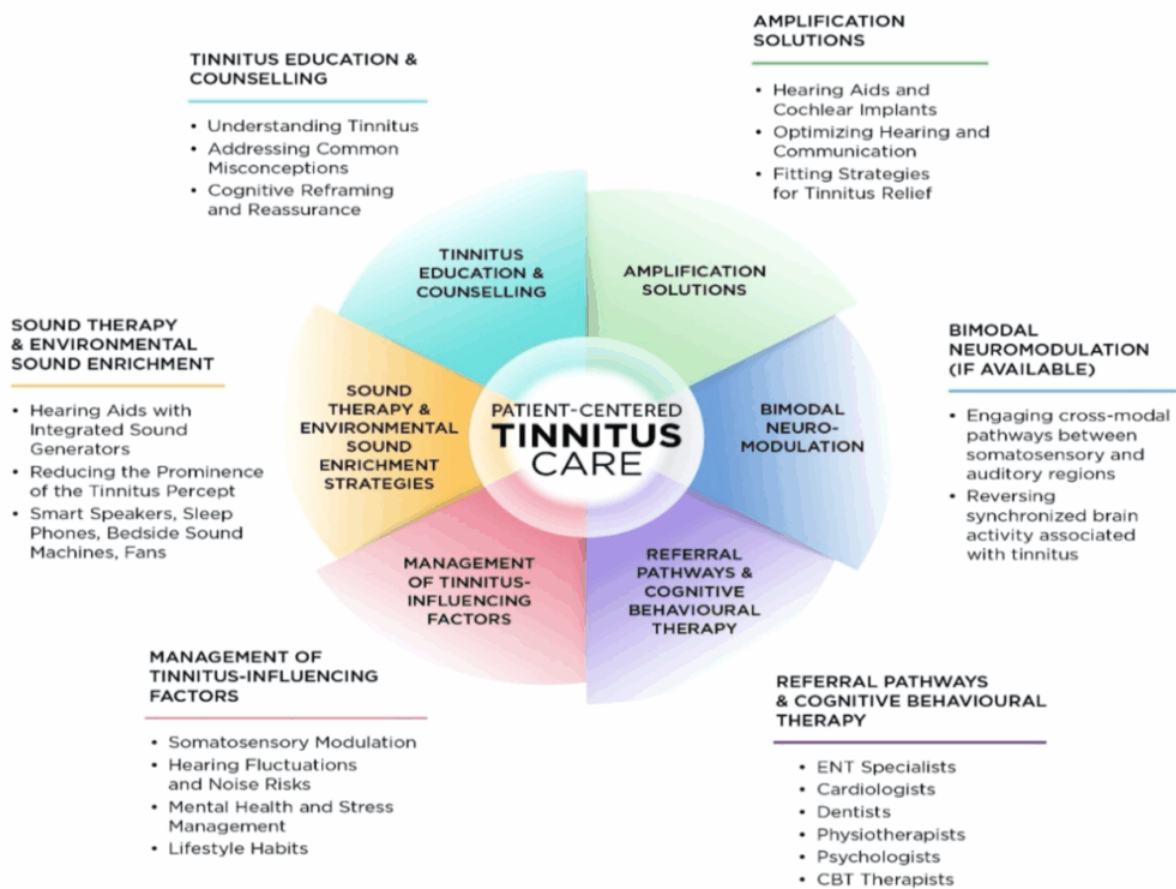 TINNITUS EDUCATION &
COUNSELLING
• Understanding Tinnitus
• Addressing Common
Misconceptions
• Cognitive Reframing
and Reassurance
AMPLIFICATION
SOLUTIONS
• Hearing Aids and
Cochlear Implants
• Optimizing Hearing and
Communication
• Fitting Strategies
for Tinnitus Relief
SOUND THERAPY
& ENVIRONMENTAL
SOUND ENRICHMENT
• Hearing Aids with
Integrated Sound
Generators
• Reducing the Prominence
of the Tinnitus Percept
• Smart Speakers, Sleep
Phones, Bedside Sound
Machines, Fans
TINNITUS
EDUCATION &
COUNSELLING
AMPLIFICATION
SOLUTIONS
SOUND
THERAPY &
ENVIRONMENTAL
SOUND
ENRICHMENT
STRATEGIES
PATIENT-CENTERED
TINNITUS
CARE
BIMODAL
NEURO-
MODULATION
MANAGEMENT
OF TINNITUS-
INFLUENCING
FACTORS
REFERRAL
PATHWAYS &
COGNITIVE
BEHAVIOURAL
THERAPY
BIMODAL
NEUROMODULATION
(IF AVAILABLE)
• Engaging cross-modal
pathways between
somatosensory and
auditory regions
• Reversing
synchronized brain
activity associated
with tinnitus
MANAGEMENT OF
TINNITUS-INFLUENCING
FACTORS
• Somatosensory Modulation
• Hearing Fluctuations
and Noise Risks
• Mental Health and Stress
Management
• Lifestyle Habits
REFERRAL PATHWAYS
& COGNITIVE BEHAVIOURAL
THERAPY
• ENT Specialists
• Cardiologists
• Dentists
• Physiotherapists
• Psychologists
• CBT Therapists